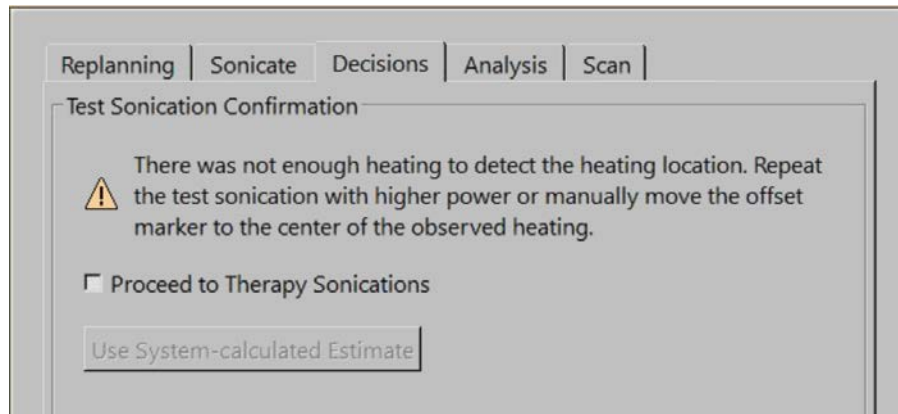 Replanning Sonicate Decisions Analysis Scan
Test Sonication Confirmation
There was not enough heating to detect the heating location. Repeat
the test sonication with higher power or manually move the offset
marker to the center of the observed heating.
Proceed to Therapy Sonications
Use System-calculated Estimate